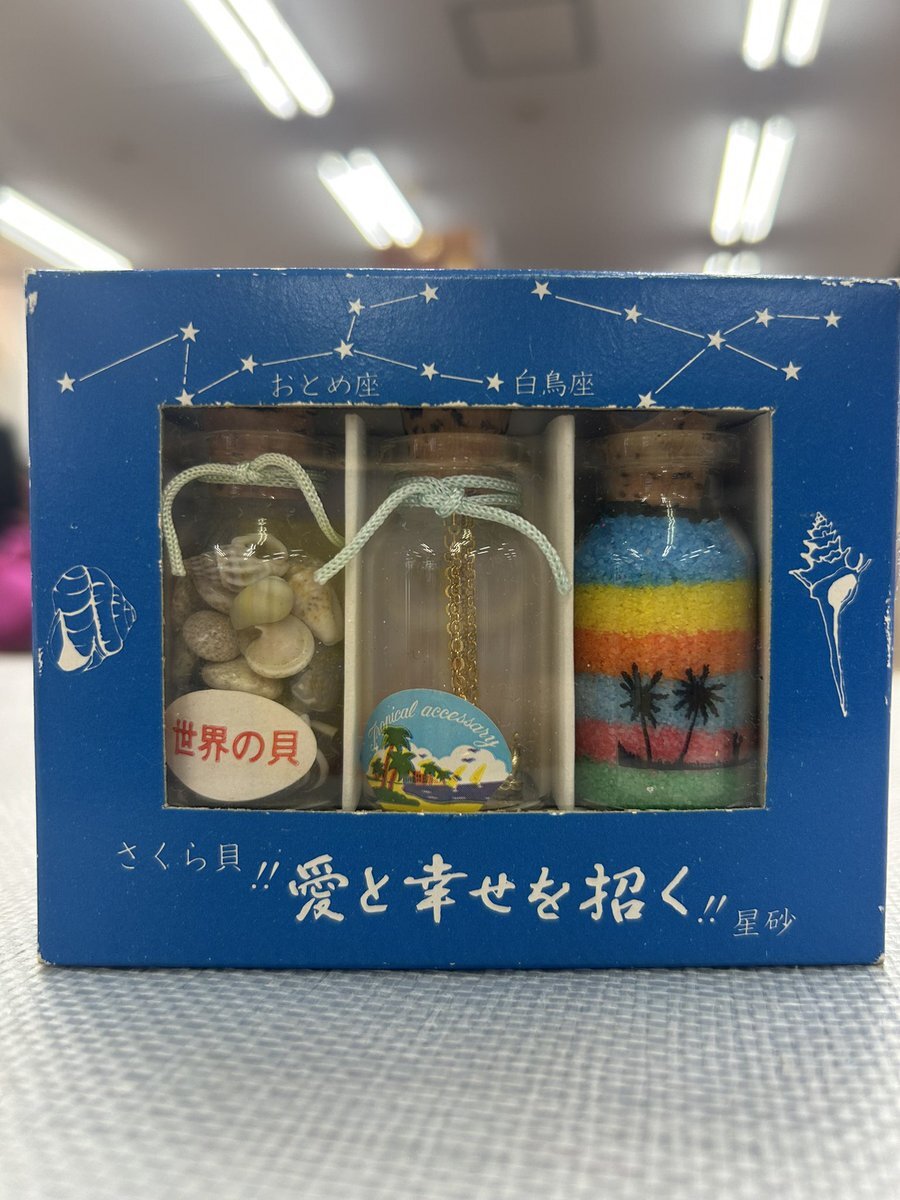 おとめ座
白鳥座
世界の貝
Tropical accessary
さくら貝
!!愛と幸せを招く!!
星砂